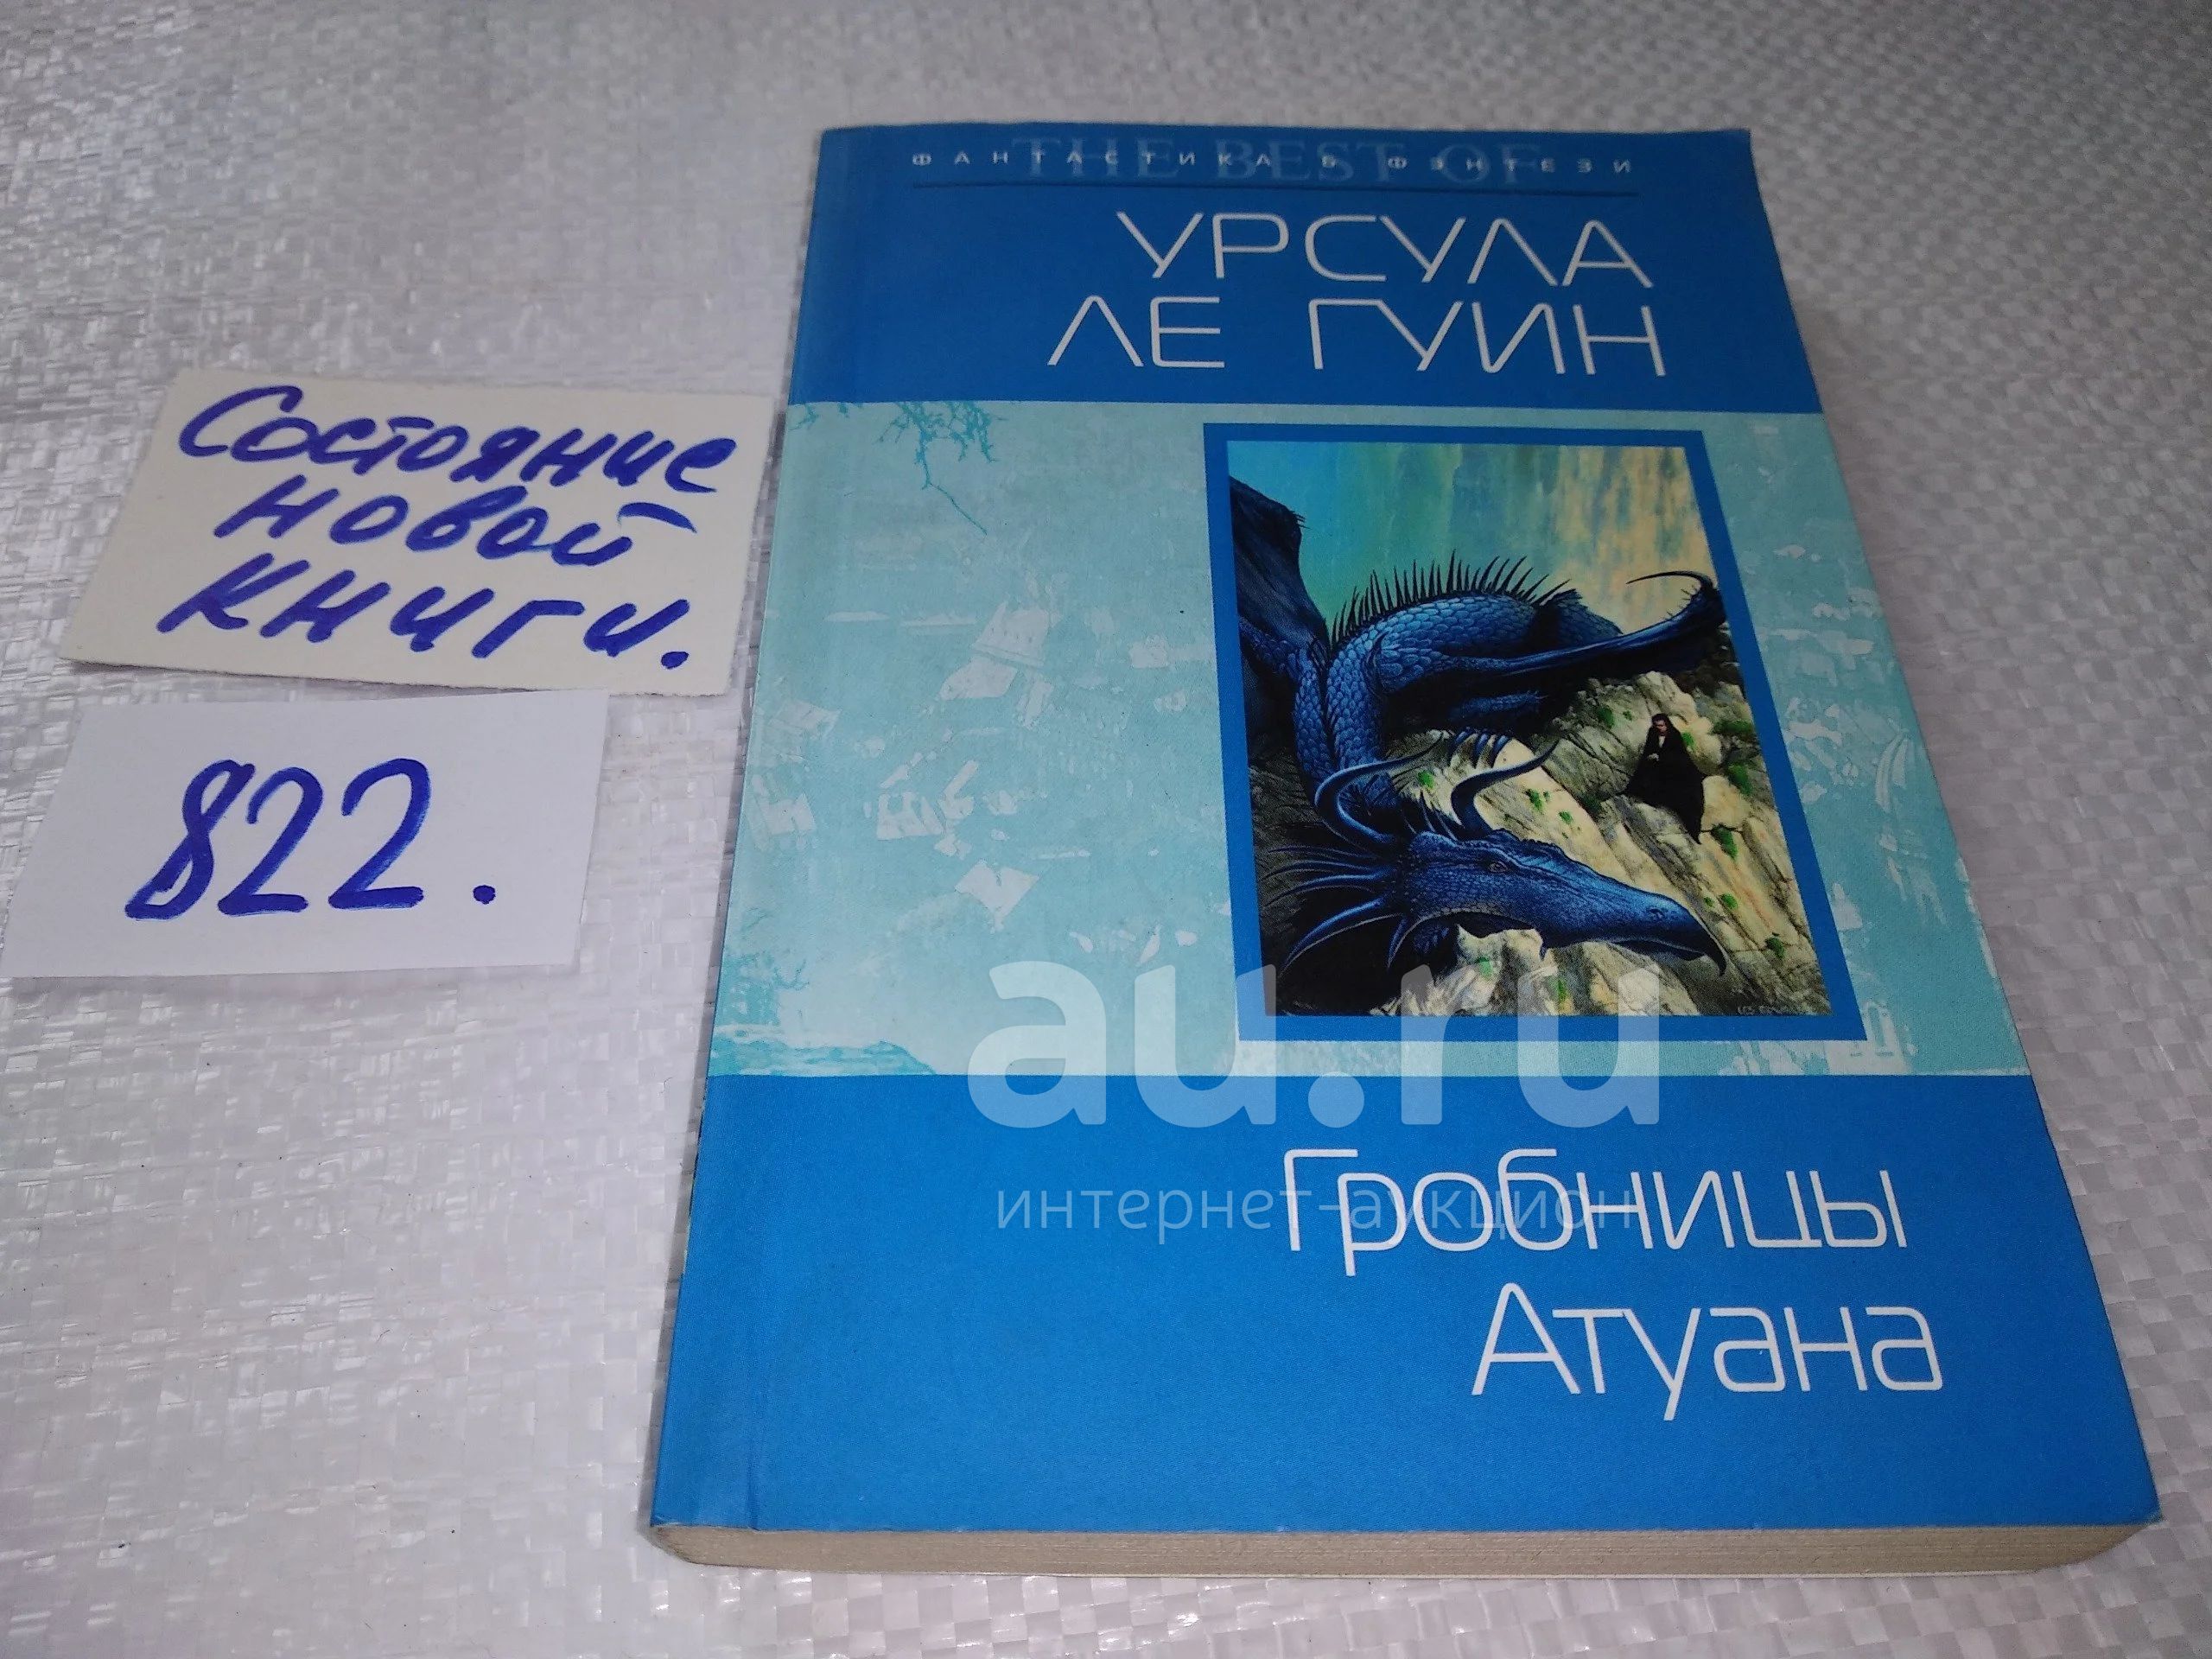 ФАНТАСТИКА & ФЭНТЕЗИ
THE BEST OF
УРСУЛА
ЛЕ ГУИН
Состояние
новой
книги.
822.
au.ru
интернет-аукцион
Гробницы
Атуана